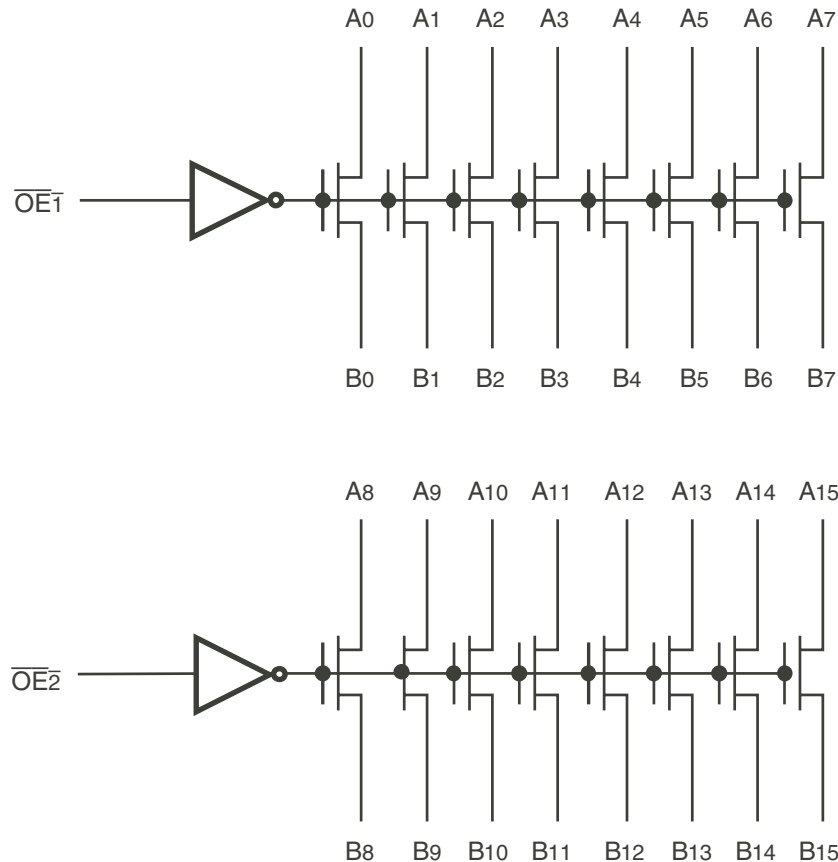 A0 A1 A2 A3 A4 A5 A6 A7
OE1
B0 B1 B2 B3 B4 B5 B6 B7
A8 A9 A10 A11 A12 A13 A14 A15
OE2
B8 B9 B10 B11 B12 B13 B14 B15